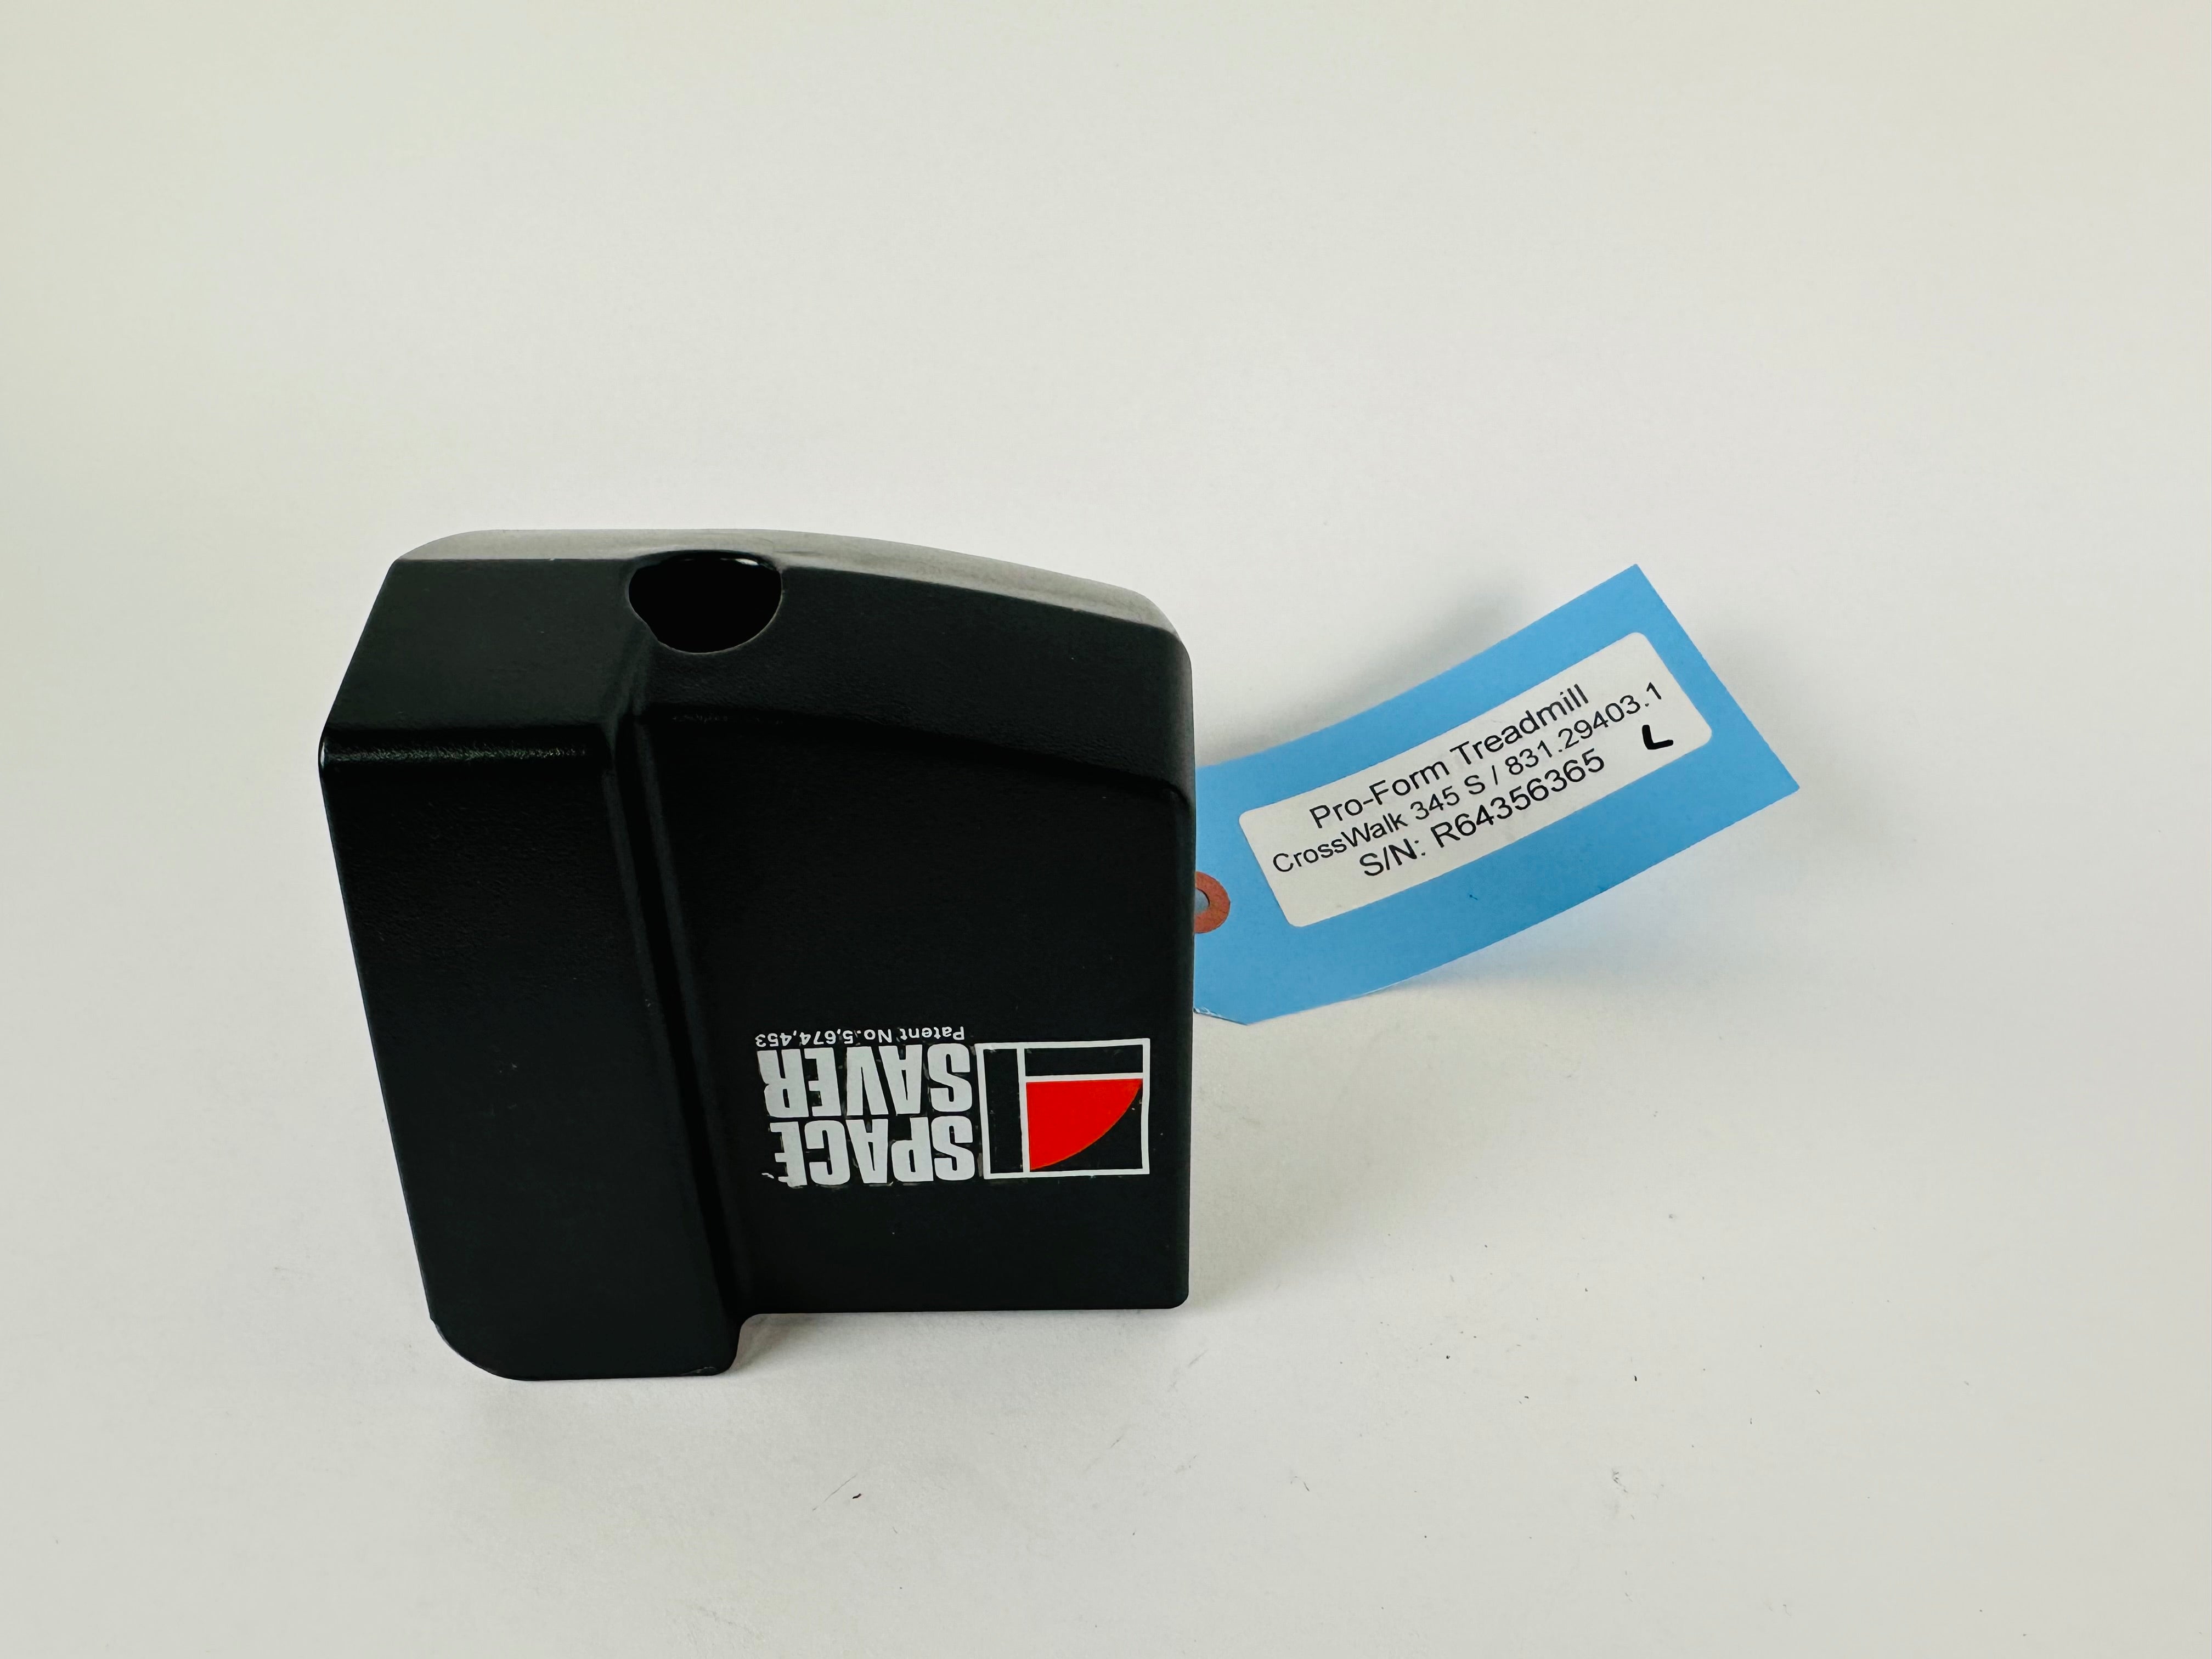 Pro-Form Treadmill
CrossWalk 345 S / 831.29403.1
S/N: R64356365 L
SPACE
SAVER
Patent No.5,674,453